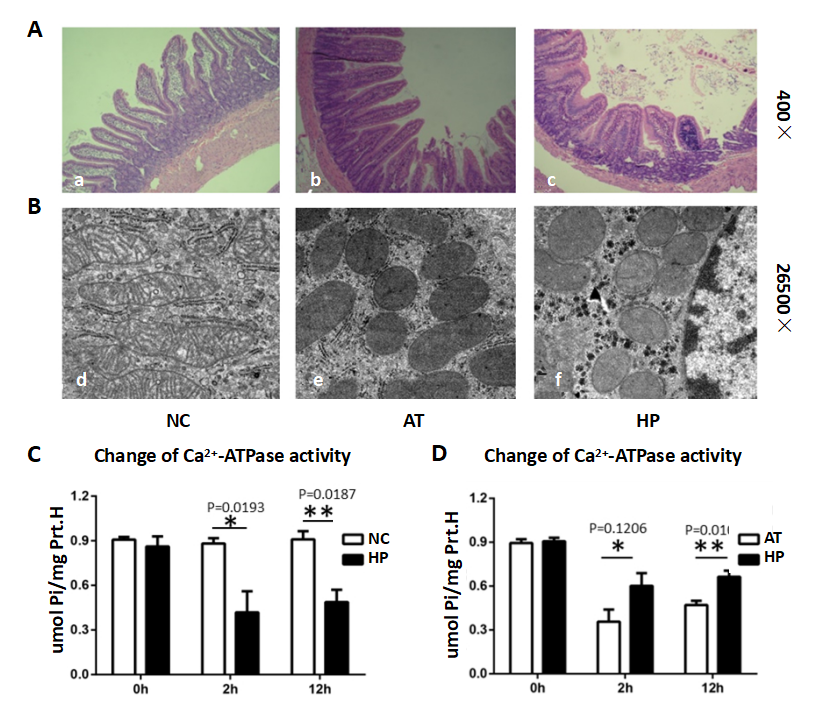 A
a
b
c
400×
B
d
e
f
26500×
NC
AT
HP
C
Change of Ca²⁺-ATPase activity
umol Pi/mg Prt.H
1.2
0.9
0.6
0.3
0.0
P=0.0193
*
P=0.0187
**
NC
HP
0h
2h
12h
D
Change of Ca²⁺-ATPase activity
umol Pi/mg Prt.H
1.2
0.9
0.6
0.3
0.0
P=0.1206
*
**
AT
HP
0h
2h
12h